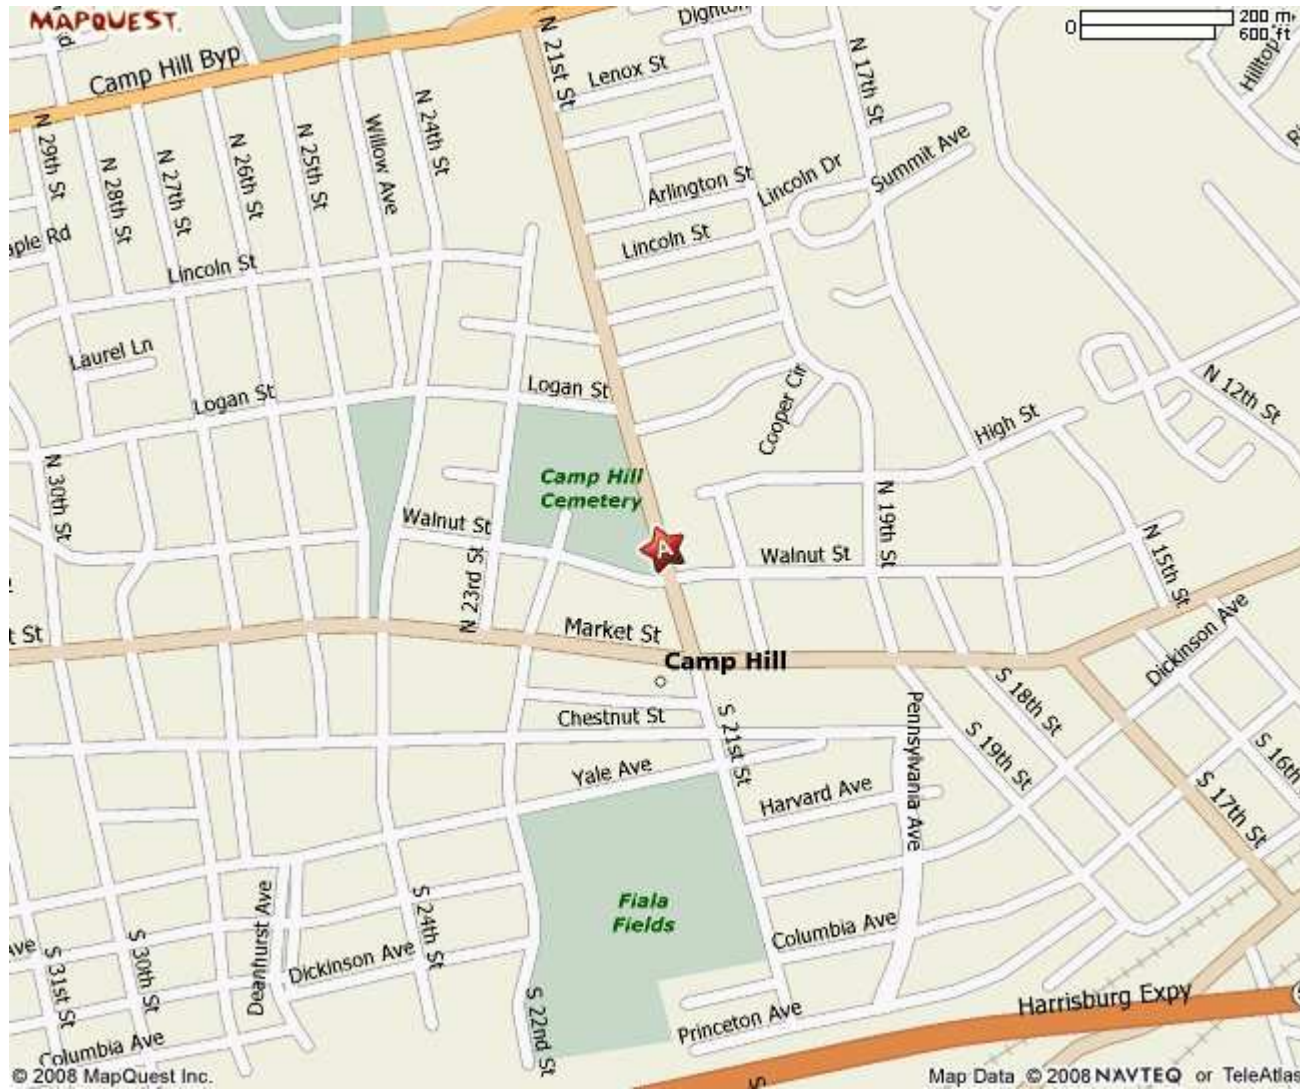 MAPQUEST.
0
200 m
600 ft
Camp Hill Byp
N 21st St
Lenox St
N 17th St
Hilltop
N 29th St
N 28th St
N 27th St
N 26th St
N 25th St
Willow Ave
N 24th St
Arlington St
Lincoln Dr
Summit Ave
Lincoln St
Lincoln St
Laurel Ln
Logan St
Logan St
Cooper Cir
High St
N 12th St
N 30th St
Camp Hill
Cemetery
Walnut St
N 23rd St
A
Walnut St
N 19th St
N 15th St
Market St
t St
Camp Hill
Dickinson Ave
S 18th St
Chestnut St
S 21st St
Pennsylvania Ave
S 19th St
S 16th
S 17th St
Yale Ave
Harvard Ave
Fiala
Fields
Columbia Ave
Deanhurst Ave
S 24th St
Dickinson Ave
S 31st St
S 30th St
S 22nd St
Princeton Ave
Harrisburg Expy
Columbia Ave
© 2008 MapQuest Inc.
Map Data © 2008 NAVTEQ or TeleAtlas